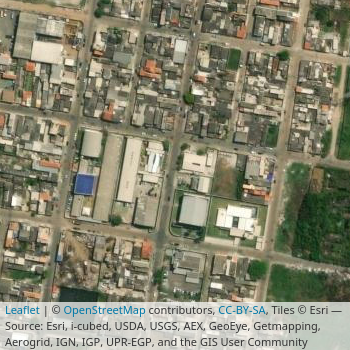 Leaflet | © OpenStreetMap contributors, CC-BY-SA, Tiles © Esri —
Source: Esri, i-cubed, USDA, USGS, AEX, GeoEye, Getmapping,
Aerogrid, IGN, IGP, UPR-EGP, and the GIS User Community